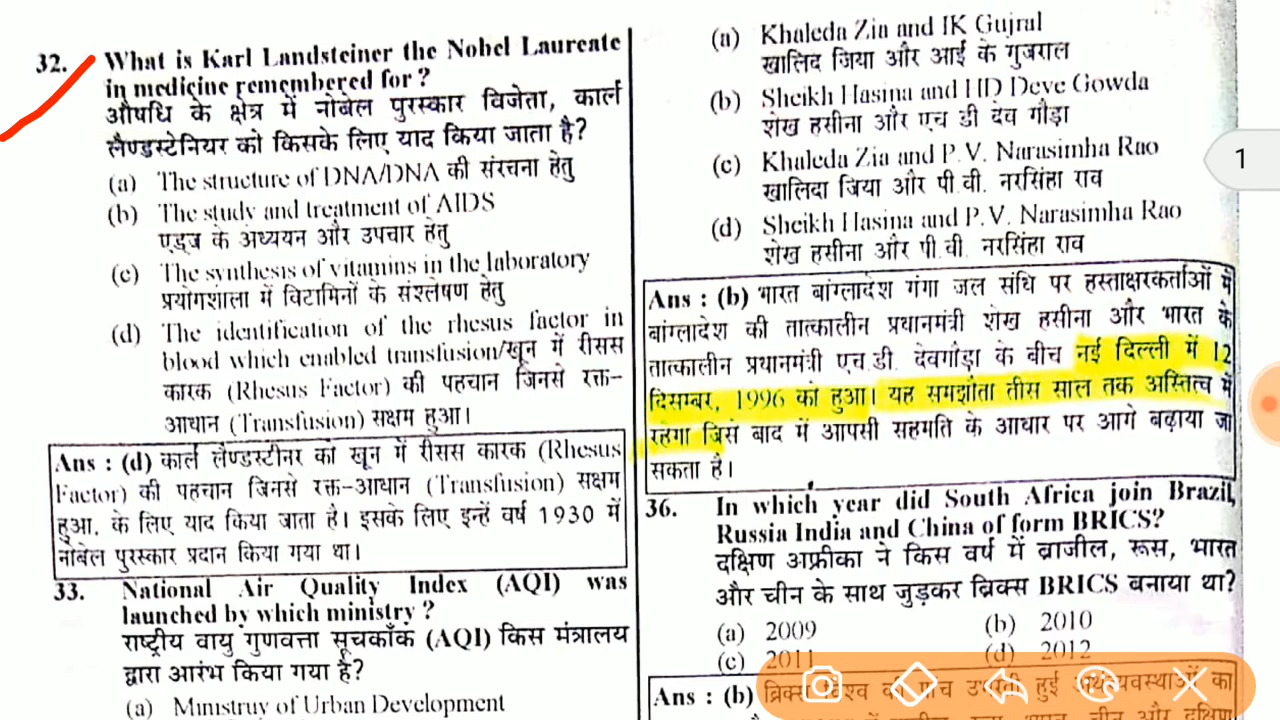 32. What is Karl Landsteiner the Nobel Laureate
in medicine remembered for ?
औषधि के क्षेत्र में नोबेल पुरस्कार विजेता, कार्ल
लैण्डस्टेनियर को किसके लिए याद किया जाता है?
(a) The structure of DNA/DNA की संरचना हेतु
(b) The study and treatment of AIDS
एड्ज के अध्ययन और उपचार हेतु
(c) The synthesis of vitamins in the laboratory
प्रयोगशाला में विटामिनों के संश्लेषण हेतु
(d) The identification of the rhesus factor in
blood which enabled transfusion/खून में रीसस
कारक (Rhesus Factor) की पहचान जिनसे रक्त–
आधान (Transfusion) सक्षम हुआ।
Ans : (d) कार्ल लैण्डस्टीनर को खून में रीसस कारक (Rhesus
Factor) की पहचान जिनसे रक्त–आधान (Transfusion) सक्षम
हुआ, के लिए याद किया जाता है। इसके लिए इन्हें वर्ष 1930 में
नोबेल पुरस्कार प्रदान किया गया था।
33. National Air Quality Index (AQI) was
launched by which ministry ?
राष्ट्रीय वायु गुणवत्ता सूचकाँक (AQI) किस मंत्रालय
द्वारा आरंभ किया गया है?
(a) Ministruy of Urban Development
(a) Khaleda Zia and IK Gujral
खालिद जिया और आई के गुजराल
(b) Sheikh Hasina and HD Deve Gowda
शेख हसीना और एच डी देव गौड़ा
(c) Khaleda Zia and P.V. Narasimha Rao
खालिदा जिया और पी.वी. नरसिंहा राव
(d) Sheikh Hasina and P.V. Narasimha Rao
शेख हसीना और पी.वी. नरसिंहा राव
Ans : (b) भारत बांग्लादेश गंगा जल संधि पर हस्ताक्षरकर्ताओं में
बांग्लादेश की तात्कालीन प्रधानमंत्री शेख हसीना और भारत के
तात्कालीन प्रधानमंत्री एच.डी. देवगौड़ा के बीच नई दिल्ली में 12
दिसम्बर, 1996 को हुआ। यह समझौता तीस साल तक अस्तित्व में
रहेगा जिसे बाद में आपसी सहमति के आधार पर आगे बढ़ाया जा
सकता है।
36. In which year did South Africa join Brazil,
Russia India and China of form BRICS?
दक्षिण अफ्रीका ने किस वर्ष में ब्राजील, रूस, भारत
और चीन के साथ जुड़कर ब्रिक्स BRICS बनाया था?
(a) 2009 (b) 2010
(c) 2011 (d) 2012
Ans : (b) ब्रिक्स विश्व की पांच उभरती हुई अर्थव्यवस्थाओं का
चीन और दक्षिण
1